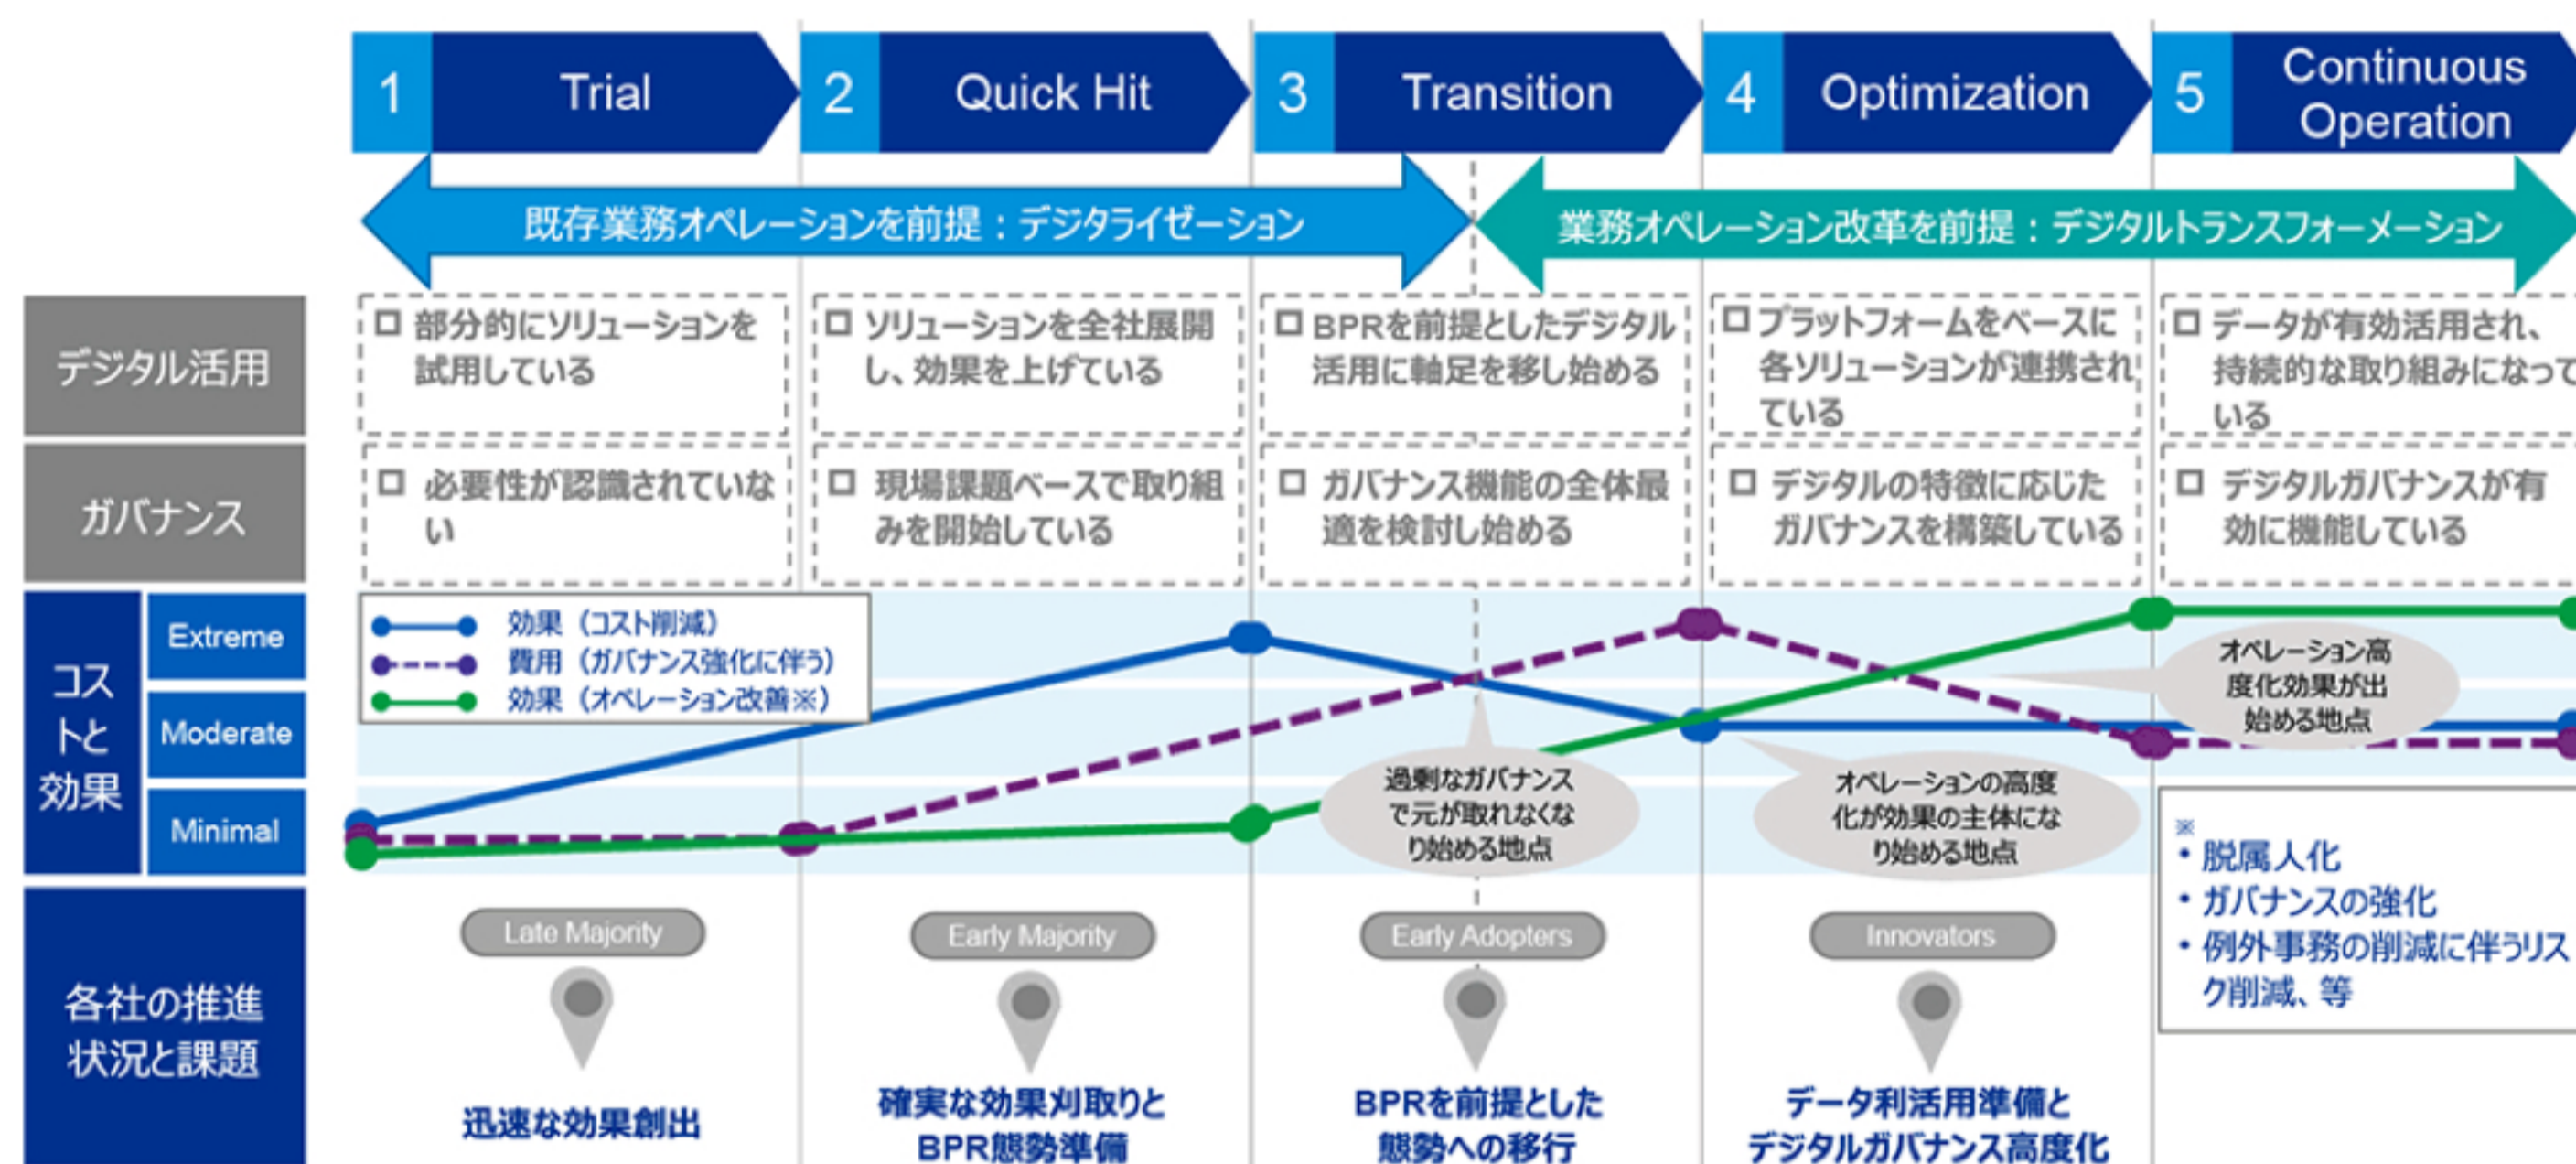 1
Trial
2
Quick Hit
3
Transition
4
Optimization
5
Continuous
Operation
既存業務オペレーションを前提：デジタライゼーション
業務オペレーション改革を前提：デジタルトランスフォーメーション
デジタル活用
部分的にソリューションを
試用している
ソリューションを全社展開
し、効果を上げている
BPRを前提としたデジタル
活用に軸足を移し始める
プラットフォームをベースに
各ソリューションが連携され
ている
データが有効活用され、
持続的な取り組みになって
いる
ガバナンス
必要性が認識されていな
い
現場課題ベースで取り組
みを開始している
ガバナンス機能の全体最
適を検討し始める
デジタルの特徴に応じた
ガバナンスを構築している
デジタルガバナンスが有
効に機能している
コス
トと
効果
Extreme
Moderate
Minimal
効果（コスト削減）
費用（ガバナンス強化に伴う）
効果（オペレーション改善※）
過剰なガバナンス
で元が取れなくな
り始める地点
オペレーションの高度
化が効果の主体にな
り始める地点
オペレーション高
度化効果が出
始める地点
※
・脱属人化
・ガバナンスの強化
・例外事務の削減に伴うリス
ク削減、等
各社の推進
状況と課題
Late Majority
迅速な効果創出
Early Majority
確実な効果刈取りと
BPR態勢準備
Early Adopters
BPRを前提とした
態勢への移行
Innovators
データ利活用準備と
デジタルガバナンス高度化